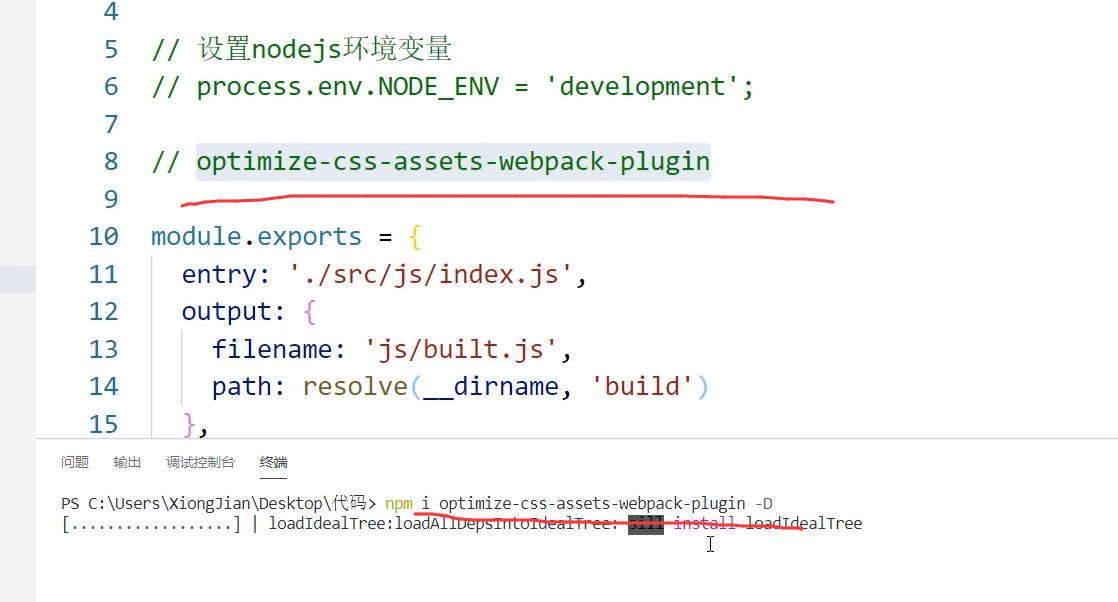 4
5 // 设置nodejs环境变量
6 // process.env.NODE_ENV = 'development';
7
8 // optimize-css-assets-webpack-plugin
9
10 module.exports = {
11 entry: './src/js/index.js',
12 output: {
13 filename: 'js/built.js',
14 path: resolve(__dirname, 'build')
15 },
问题 输出 调试控制台 终端
PS C:\Users\XiongJian\Desktop\代码> npm i optimize-css-assets-webpack-plugin -D
[..................] | loadIdealTree:loadAllDepsIntoIdealTree: sill install loadIdealTree